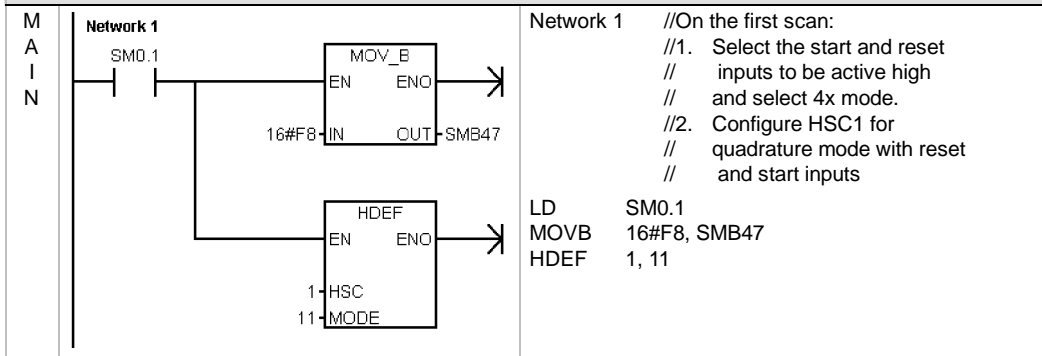 M
A
I
N
Network 1
SM0.1
MOV_B
EN ENO
16#F8 IN OUT SMB47
HDEF
EN ENO
1 HSC
11 MODE
Network 1 //On the first scan:
//1. Select the start and reset
// inputs to be active high
// and select 4x mode.
//2. Configure HSC1 for
// quadrature mode with reset
// and start inputs
LD SM0.1
MOVB 16#F8, SMB47
HDEF 1, 11